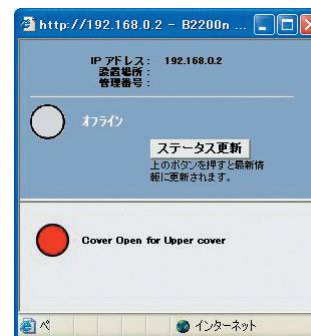 http://192.168.0.2 - B2200n ...
IP アドレス: 192.168.0.2
設置場所:
管理番号:
オフライン
ステータス更新
上のボタンを押すと最新情
報に更新されます。
Cover Open for Upper cover
ペ
インターネット